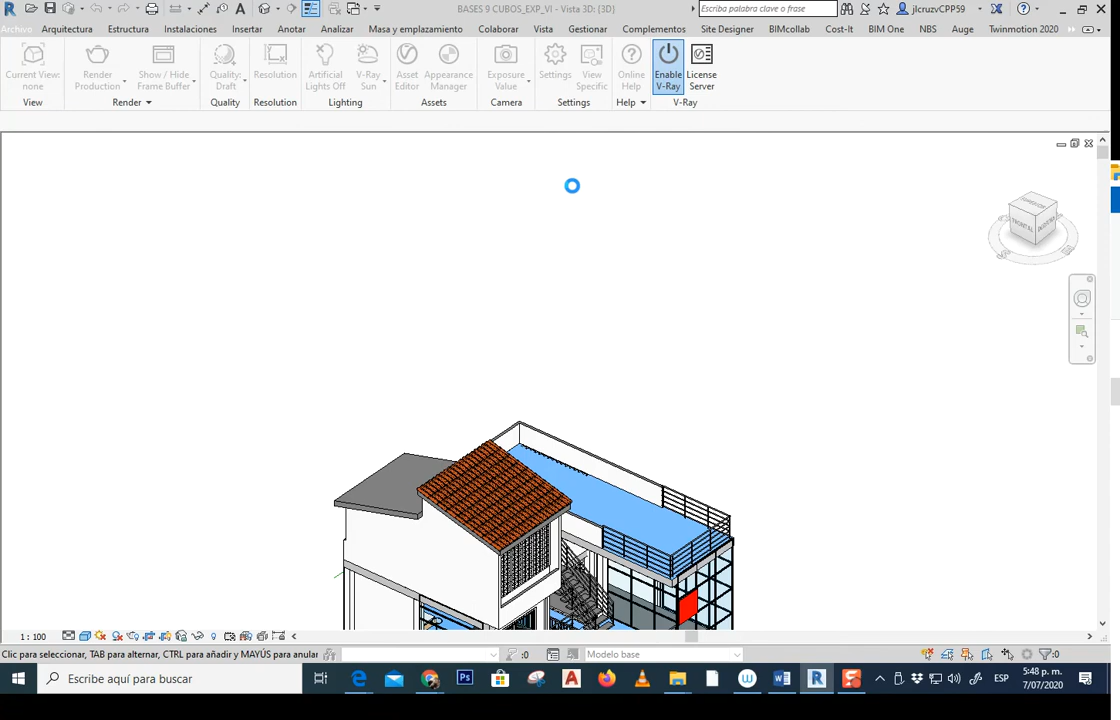 BASES 9 CUBOS_EXP_VI - Vista 3D: {3D}
Escriba palabra clave o frase
jlcruzvCPP59
Archivo Arquitectura Estructura Instalaciones Insertar Anotar Analizar Masa y emplazamiento Colaborar Vista Gestionar Complementos Site Designer BIMcollab Cost-It BIM One NBS Auge Twinmotion 2020
Current View: none
Render Production
Show / Hide Frame Buffer
Quality: Draft
Resolution
Artificial Lights Off
V-Ray Sun
Asset Editor
Appearance Manager
Exposure Value
Settings
View Specific
Online Help
Enable V-Ray
License Server
View Render Quality Resolution Lighting Assets Camera Settings Help V-Ray
FRONTAL
1 : 100
Clic para seleccionar, TAB para alternar, CTRL para añadir y MAYÚS para anular
:0
Modelo base
:0
Escribe aquí para buscar
ESP
5:48 p. m.
7/07/2020